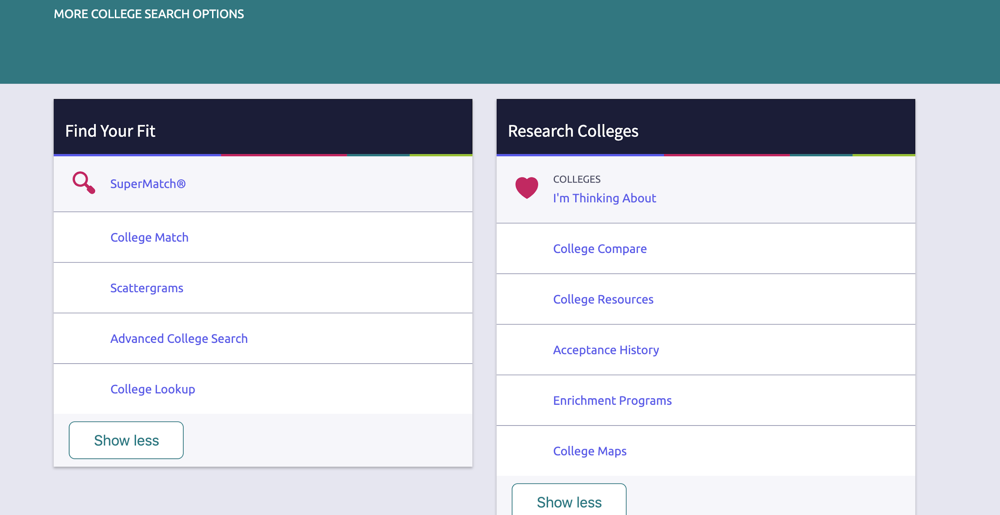 MORE COLLEGE SEARCH OPTIONS
Find Your Fit
SuperMatch®
College Match
Scattergrams
Advanced College Search
College Lookup
Show less
Research Colleges
COLLEGES
I'm Thinking About
College Compare
College Resources
Acceptance History
Enrichment Programs
College Maps
Show less